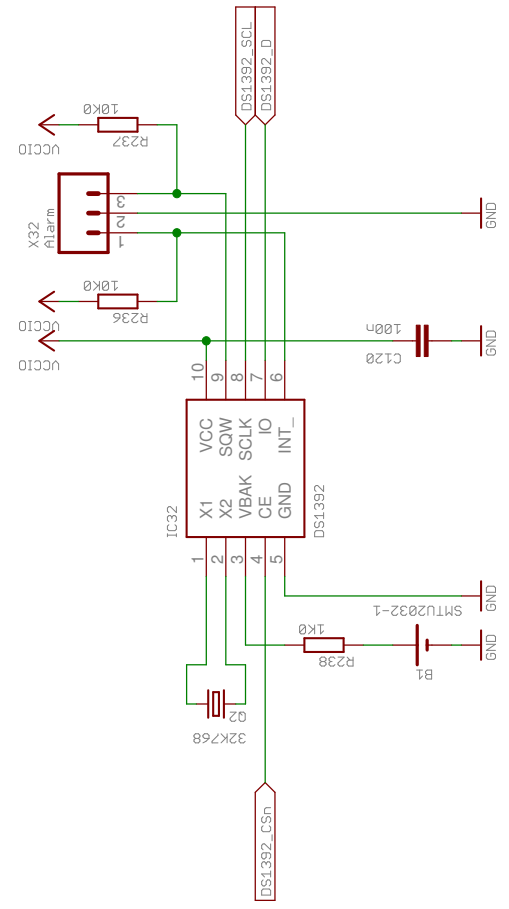 DS1392_SCL
DS1392_D
10K0
R237
VCCIO
X32
Alarm
3
2
1
GND
10K0
R236
VCCIO
VCCIO
100n
C120
GND
10
9
8
7
6
VCC
SQW
SCLK
IO
INT_
IC32
DS1392
X1
X2
VBAK
CE
GND
1
2
3
4
5
SMTU2032-1
GND
1K0
R238
B1
GND
Q2
32K768
DS1392_CSn